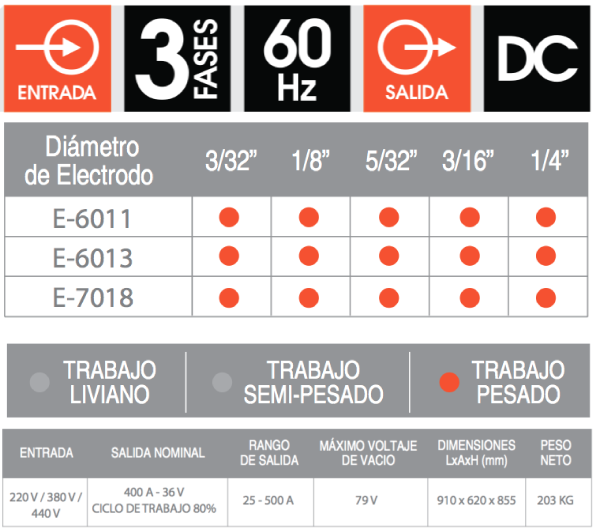 ENTRADA
3 FASES
60
Hz
SALIDA
DC
Diámetro
de Electrodo
3/32” 1/8” 5/32” 3/16” 1/4”
E-6011
E-6013
E-7018
TRABAJO
LIVIANO
TRABAJO
SEMI-PESADO
TRABAJO
PESADO
ENTRADA
SALIDA NOMINAL
RANGO
DE SALIDA
MÁXIMO VOLTAJE
DE VACIO
DIMENSIONES
LxAxH (mm)
PESO
NETO
220 V / 380 V /
440 V
400 A - 36 V
CICLO DE TRABAJO 80%
25 - 500 A
79 V
910 x 620 x 855
203 KG